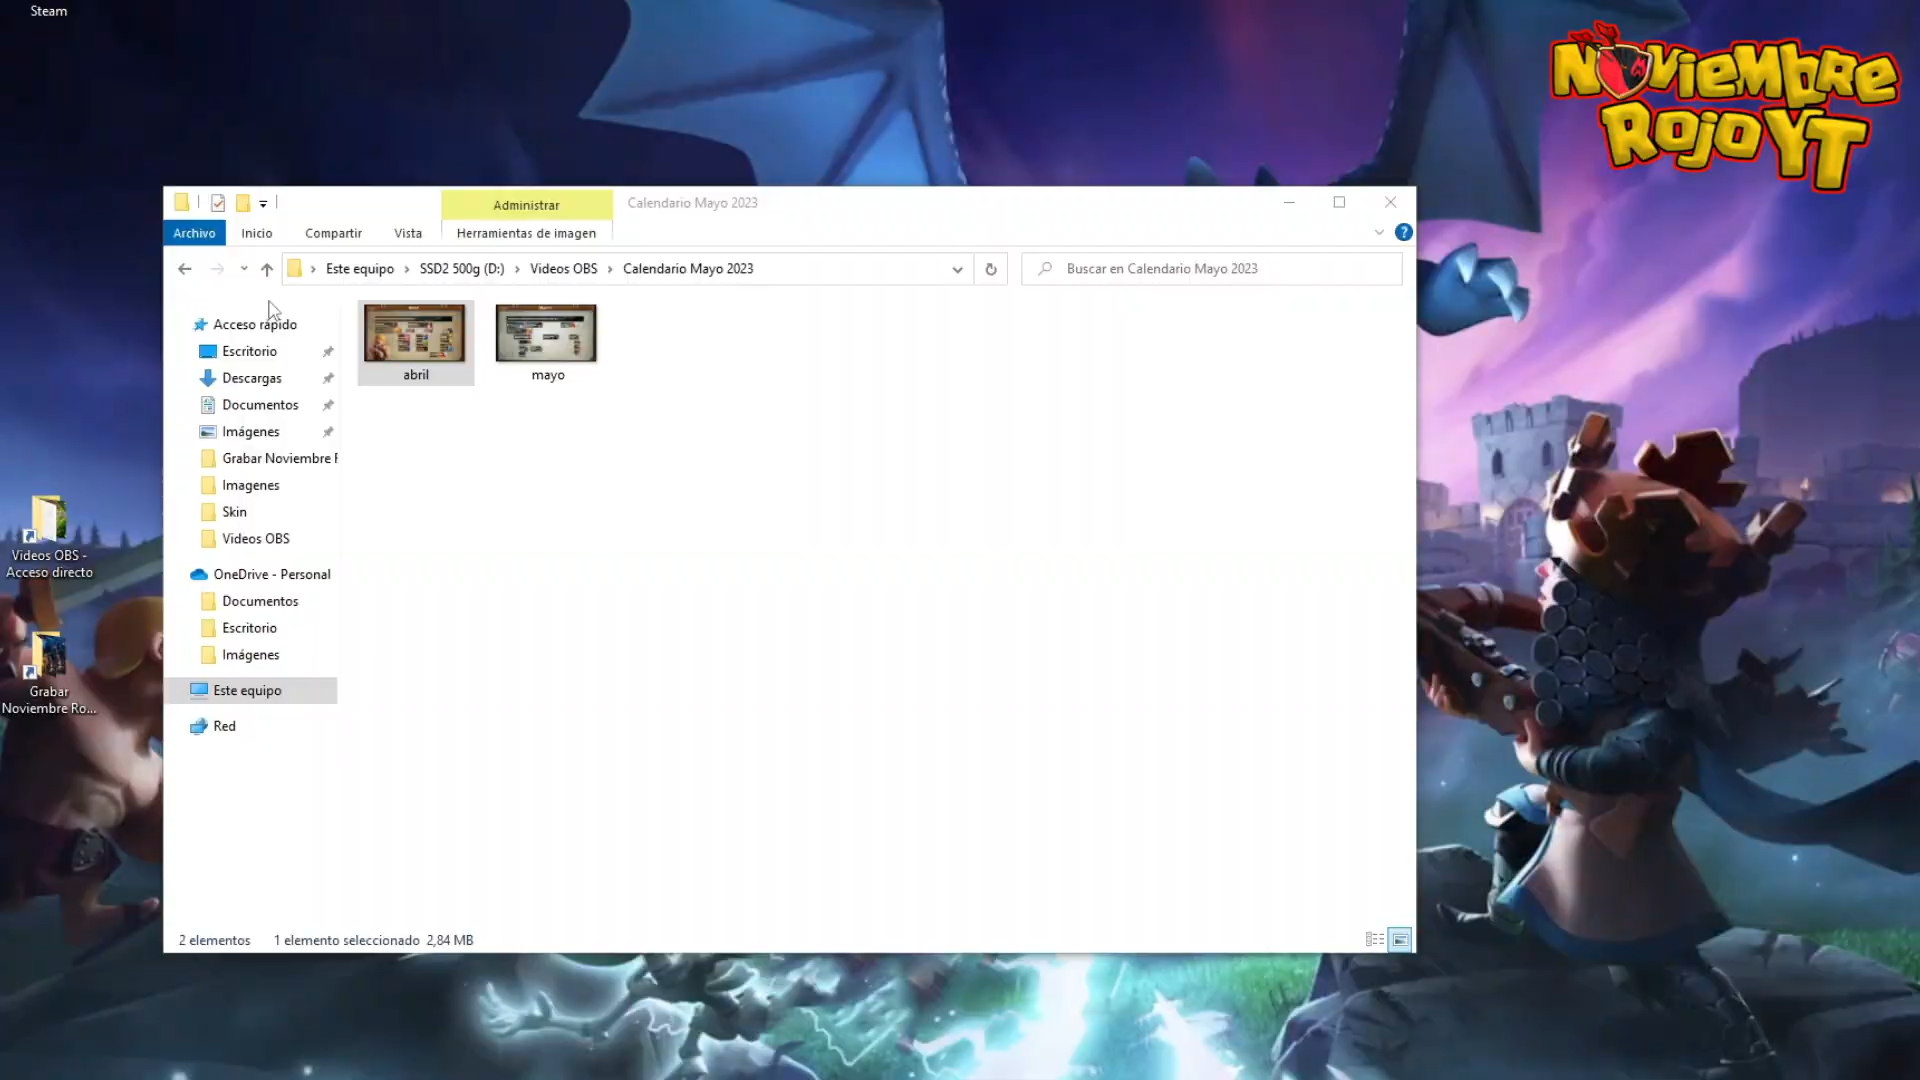 Steam
NOVIEMBRE
ROJO YT
Administrar
Calendario Mayo 2023
Archivo
Inicio
Compartir
Vista
Herramientas de imagen
?
Este equipo > SSD2 500g (D:) > Videos OBS > Calendario Mayo 2023
Buscar en Calendario Mayo 2023
Acceso rápido
Escritorio
Descargas
Documentos
Imágenes
Grabar Noviembre R
Imagenes
Skin
Videos OBS
OneDrive - Personal
Documentos
Escritorio
Imágenes
Este equipo
Red
abril
mayo
Videos OBS -
Acceso directo
Grabar
Noviembre Ro...
2 elementos
1 elemento seleccionado 2,84 MB